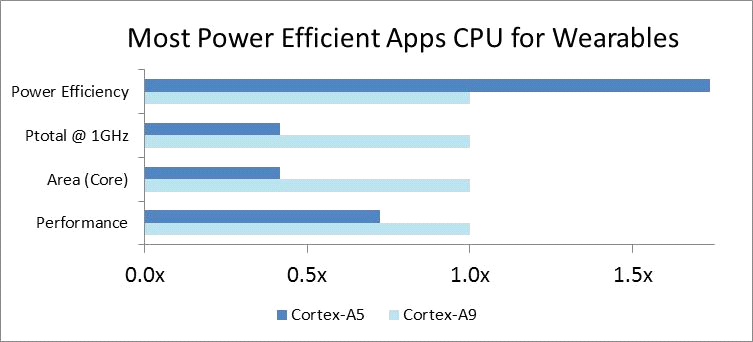 Most Power Efficient Apps CPU for Wearables
Power Efficiency
Ptotal @ 1GHz
Area (Core)
Performance
0.0x 0.5x 1.0x 1.5x
Cortex-A5 Cortex-A9